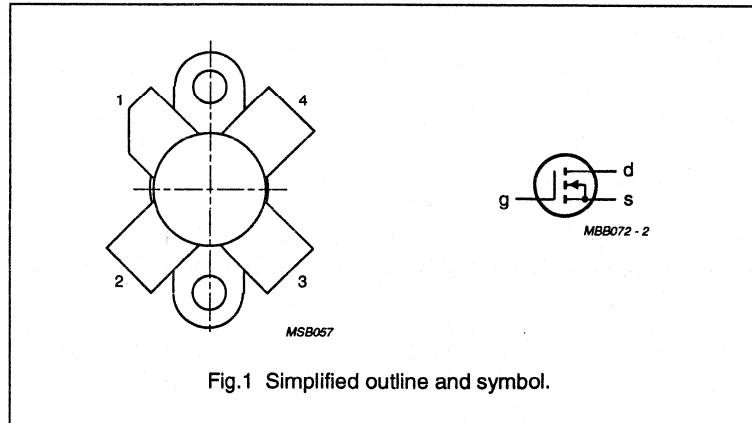 1
4
2
3
MSB057
g
d
s
MBB072 - 2
Fig.1 Simplified outline and symbol.